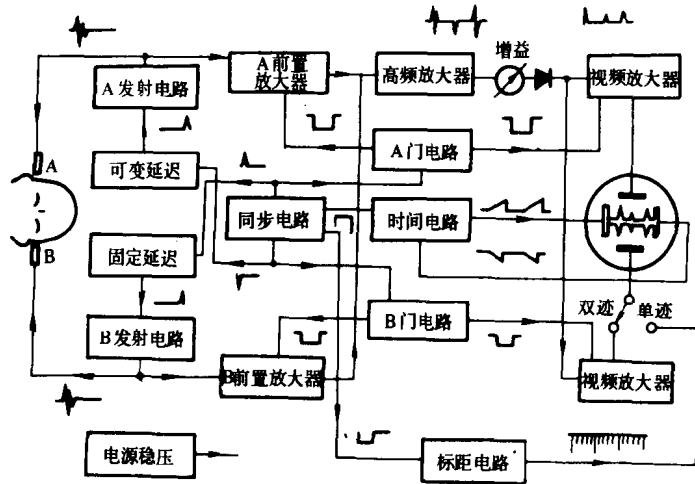 增益
A前置
放大器
高频放大器
视频放大器
A发射电路
A门电路
A
可变延迟
同步电路
时间电路
B
固定延迟
双迹
单迹
B门电路
B发射电路
B前置放大器
视频放大器
电源稳压
标距电路